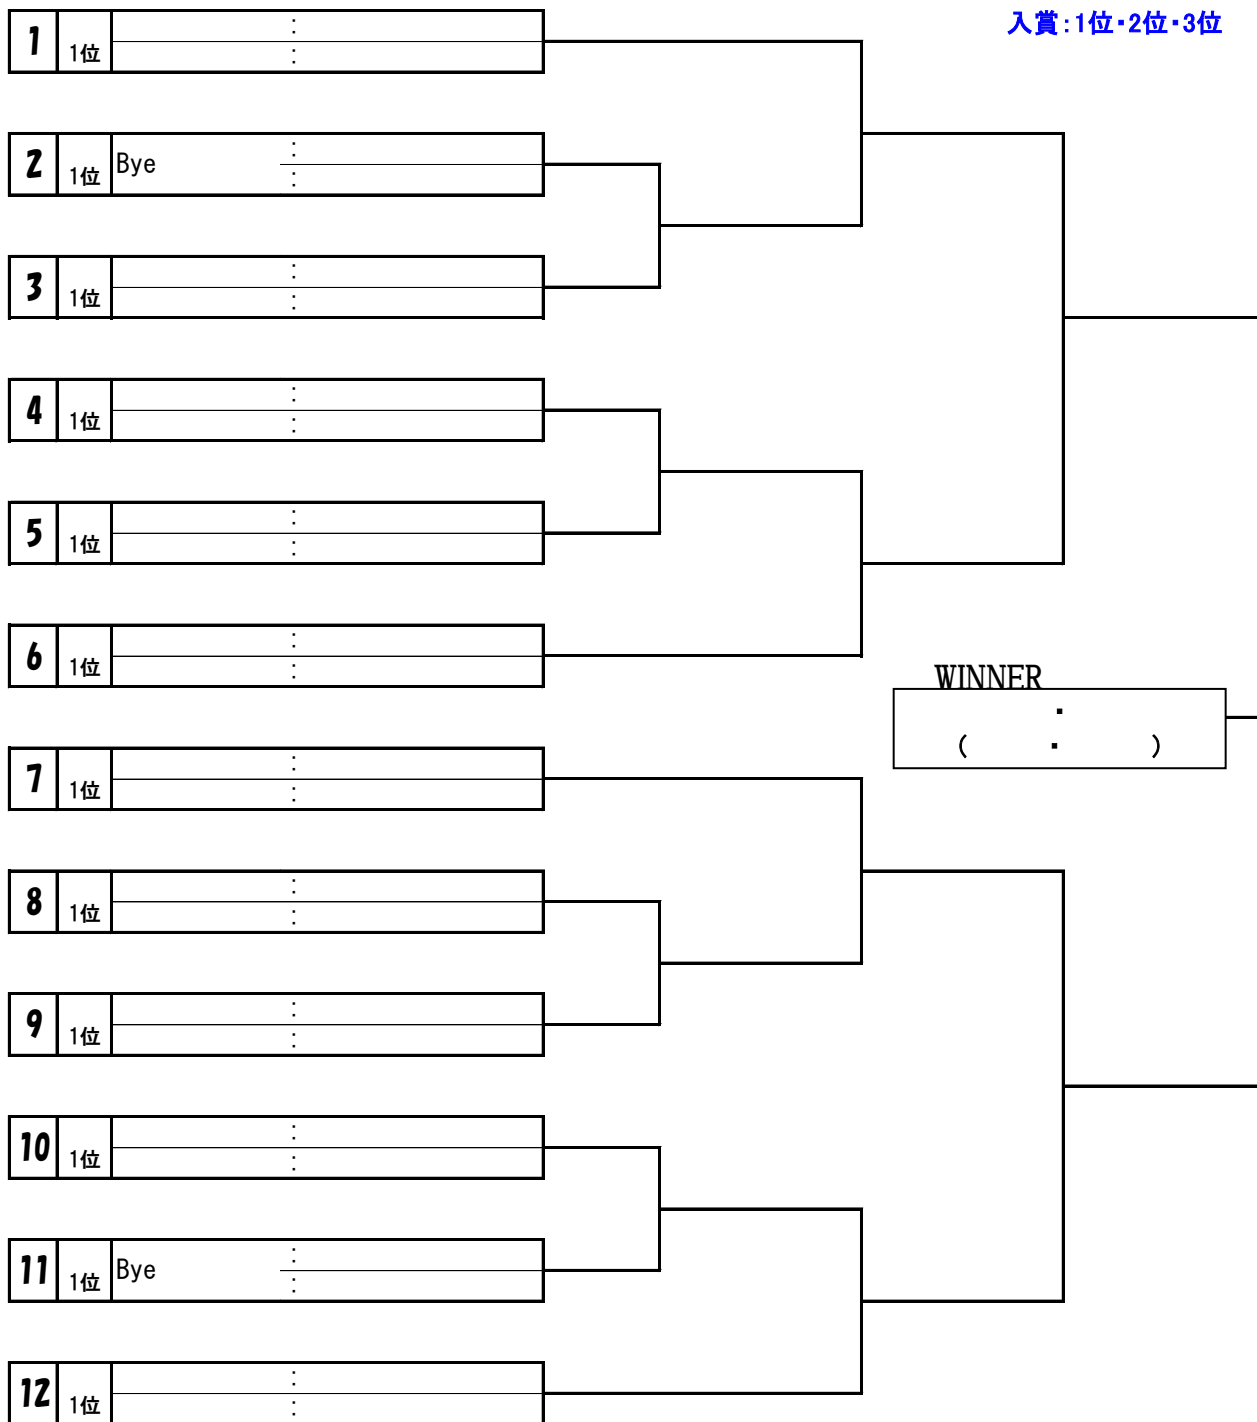 入賞:1位・2位・3位
1 1位 : :
2 1位 Bye : :
3 1位 : :
4 1位 : :
5 1位 : :
6 1位 : :
WINNER
・
( ・ )
7 1位 : :
8 1位 : :
9 1位 : :
10 1位 : :
11 1位 Bye : :
12 1位 : :